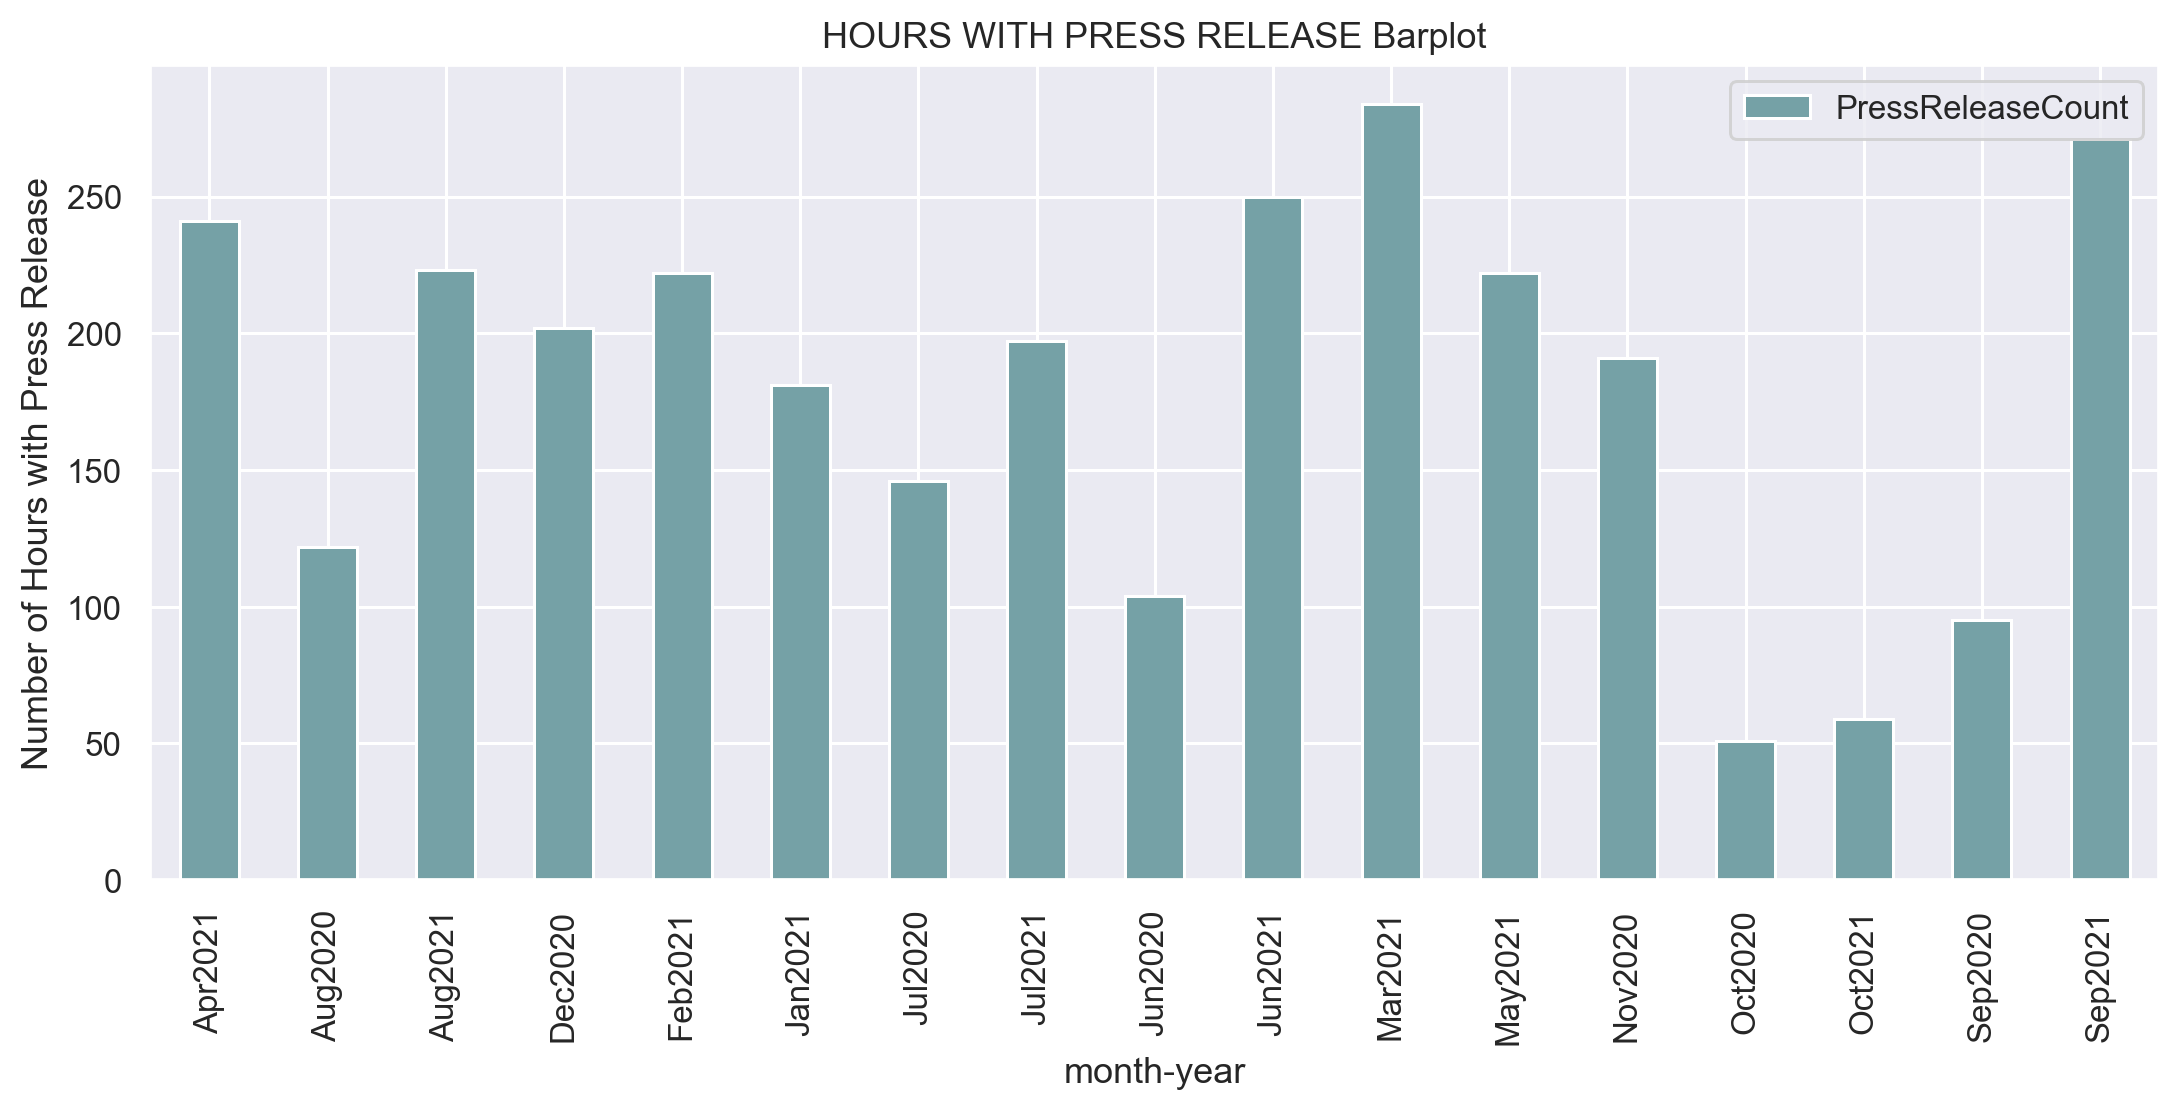 HOURS WITH PRESS RELEASE Barplot
PressReleaseCount
Number of Hours with Press Release
250
200
150
100
50
0
Apr2021
Aug2020
Aug2021
Dec2020
Feb2021
Jan2021
Jul2020
Jul2021
Jun2020
Jun2021
Mar2021
May2021
Nov2020
Oct2020
Oct2021
Sep2020
Sep2021
month-year